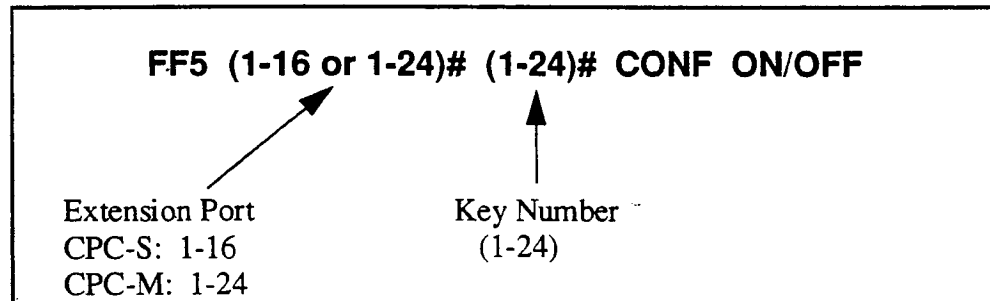 FF5 (1-16 or 1-24)# (1-24)# CONF ON/OFF
Extension Port
CPC-S: 1-16
CPC-M: 1-24
Key Number
(1-24)